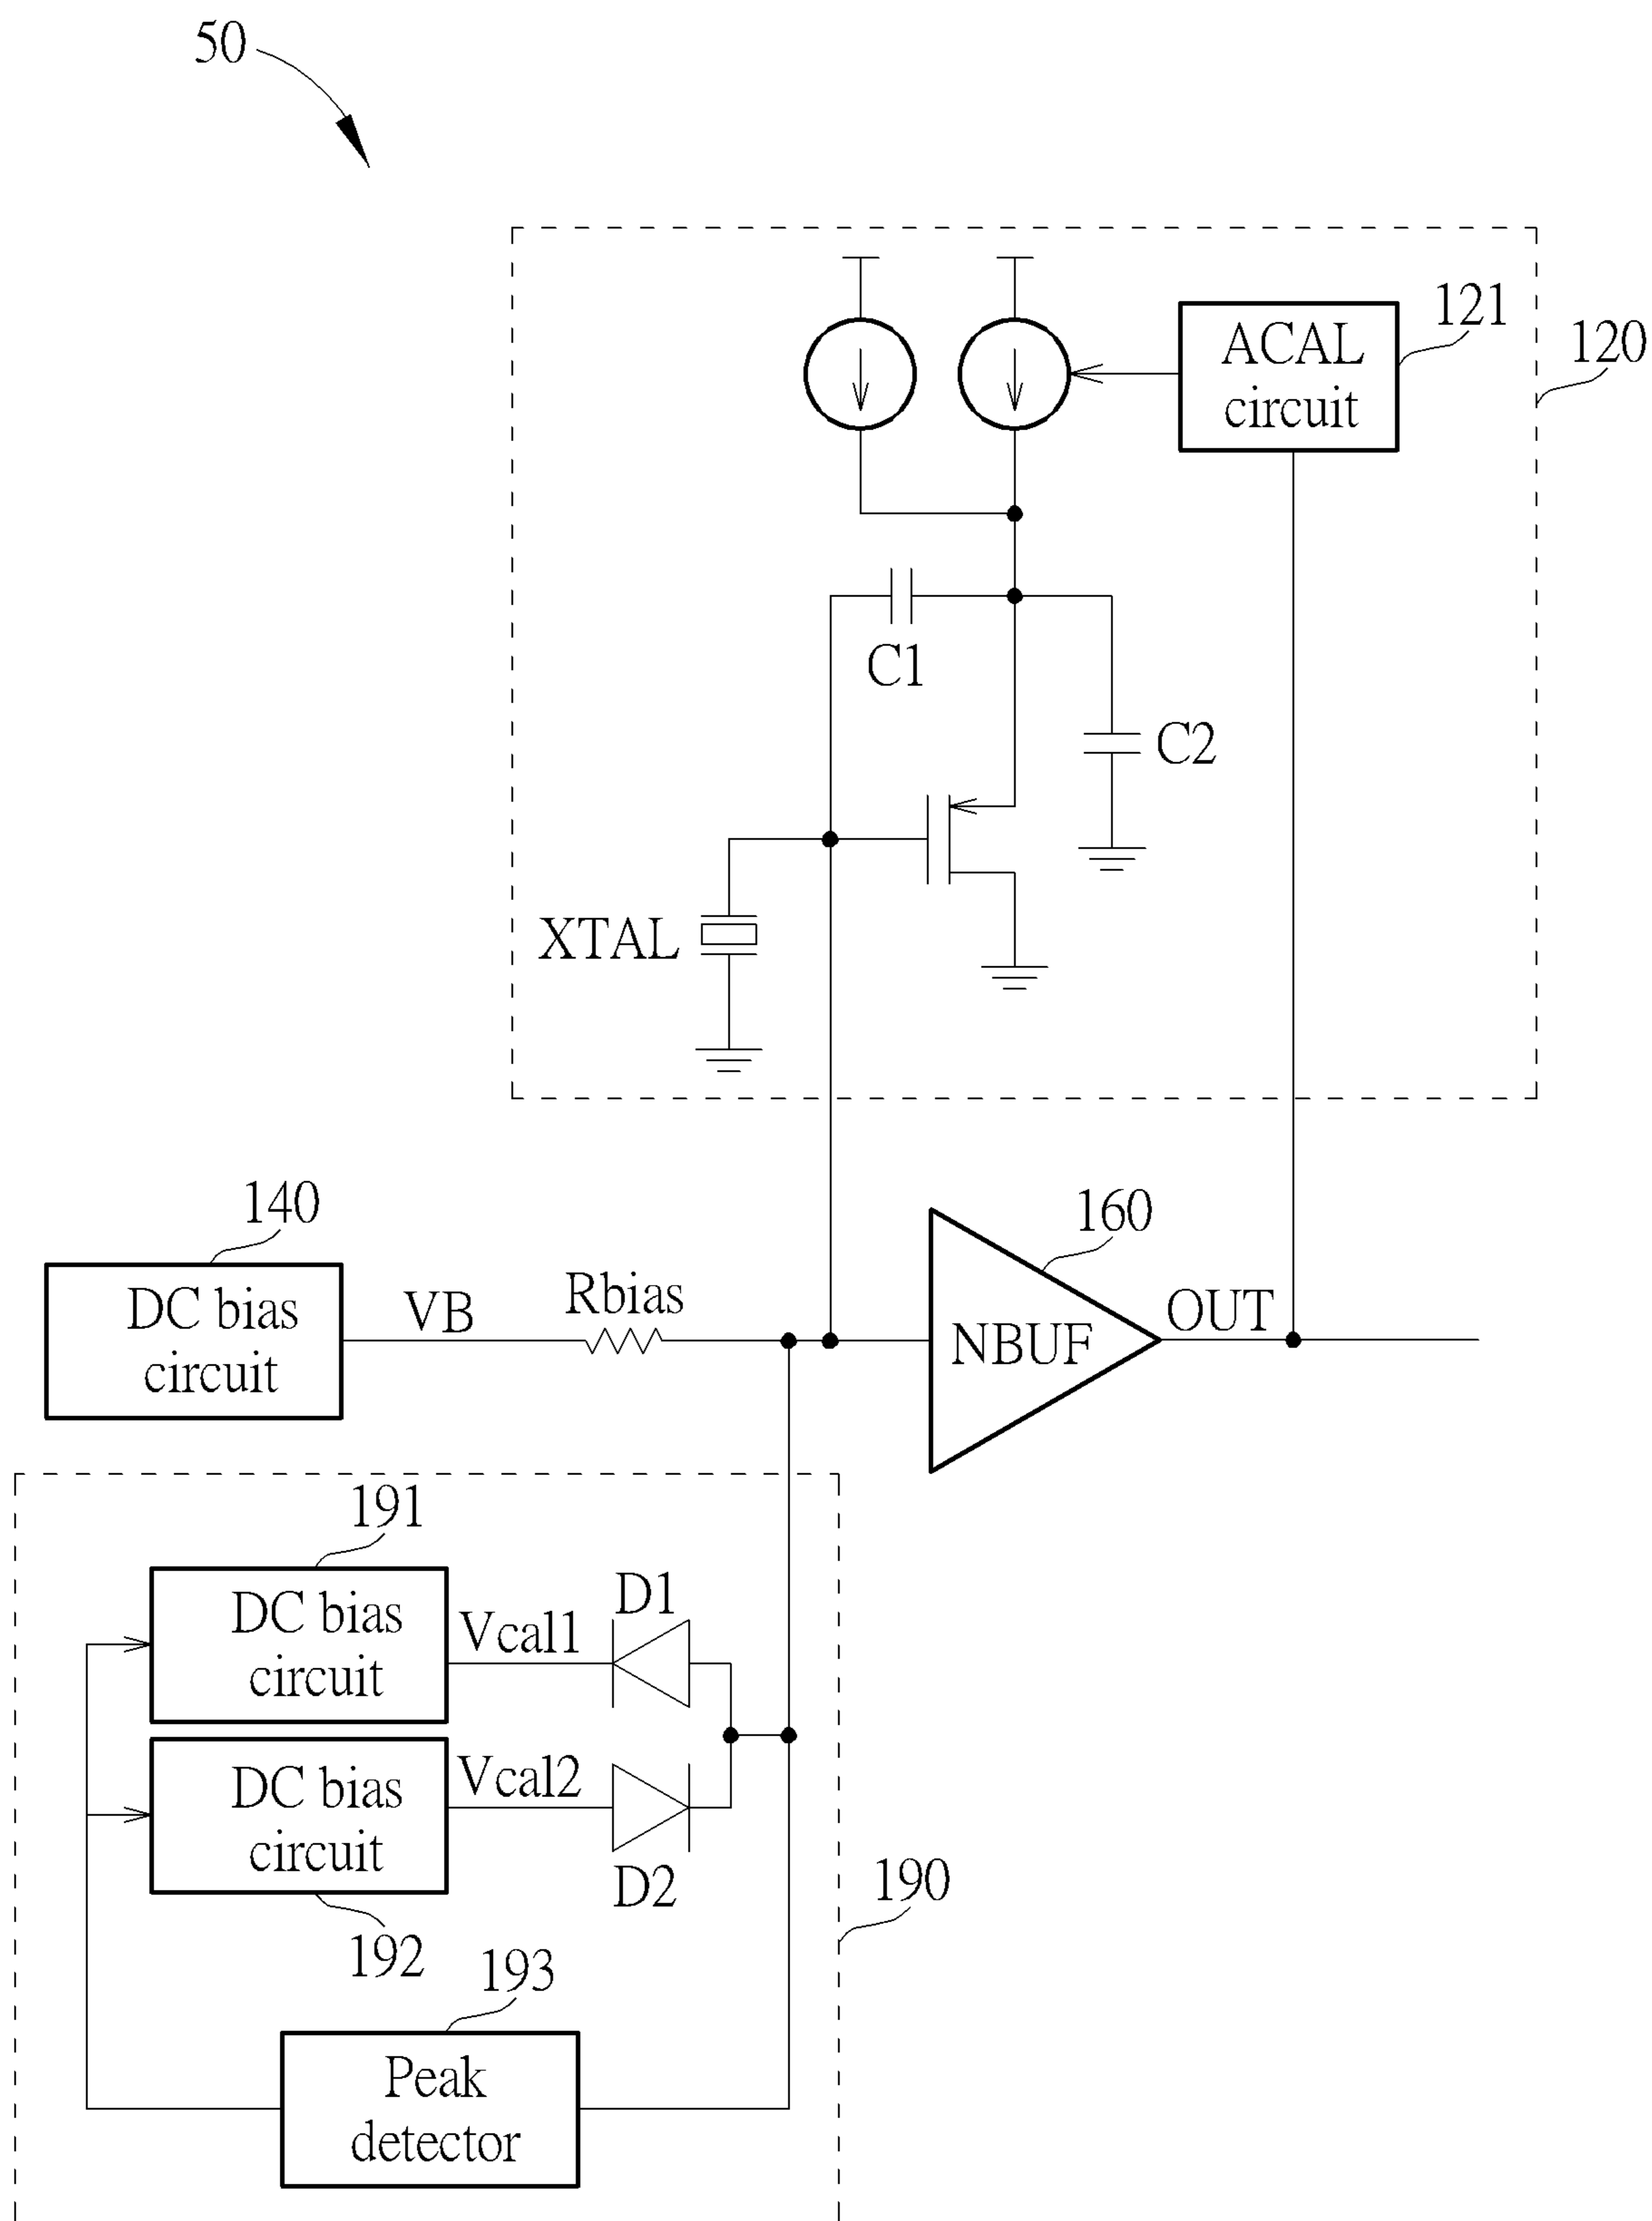 50
121
120
ACAL
circuit
C1
C2
XTAL
140
160
DC bias
circuit
VB
Rbias
NBUF
OUT
191
DC bias
circuit
Vcal1
D1
DC bias
circuit
Vcal2
D2
190
192
193
Peak
detector